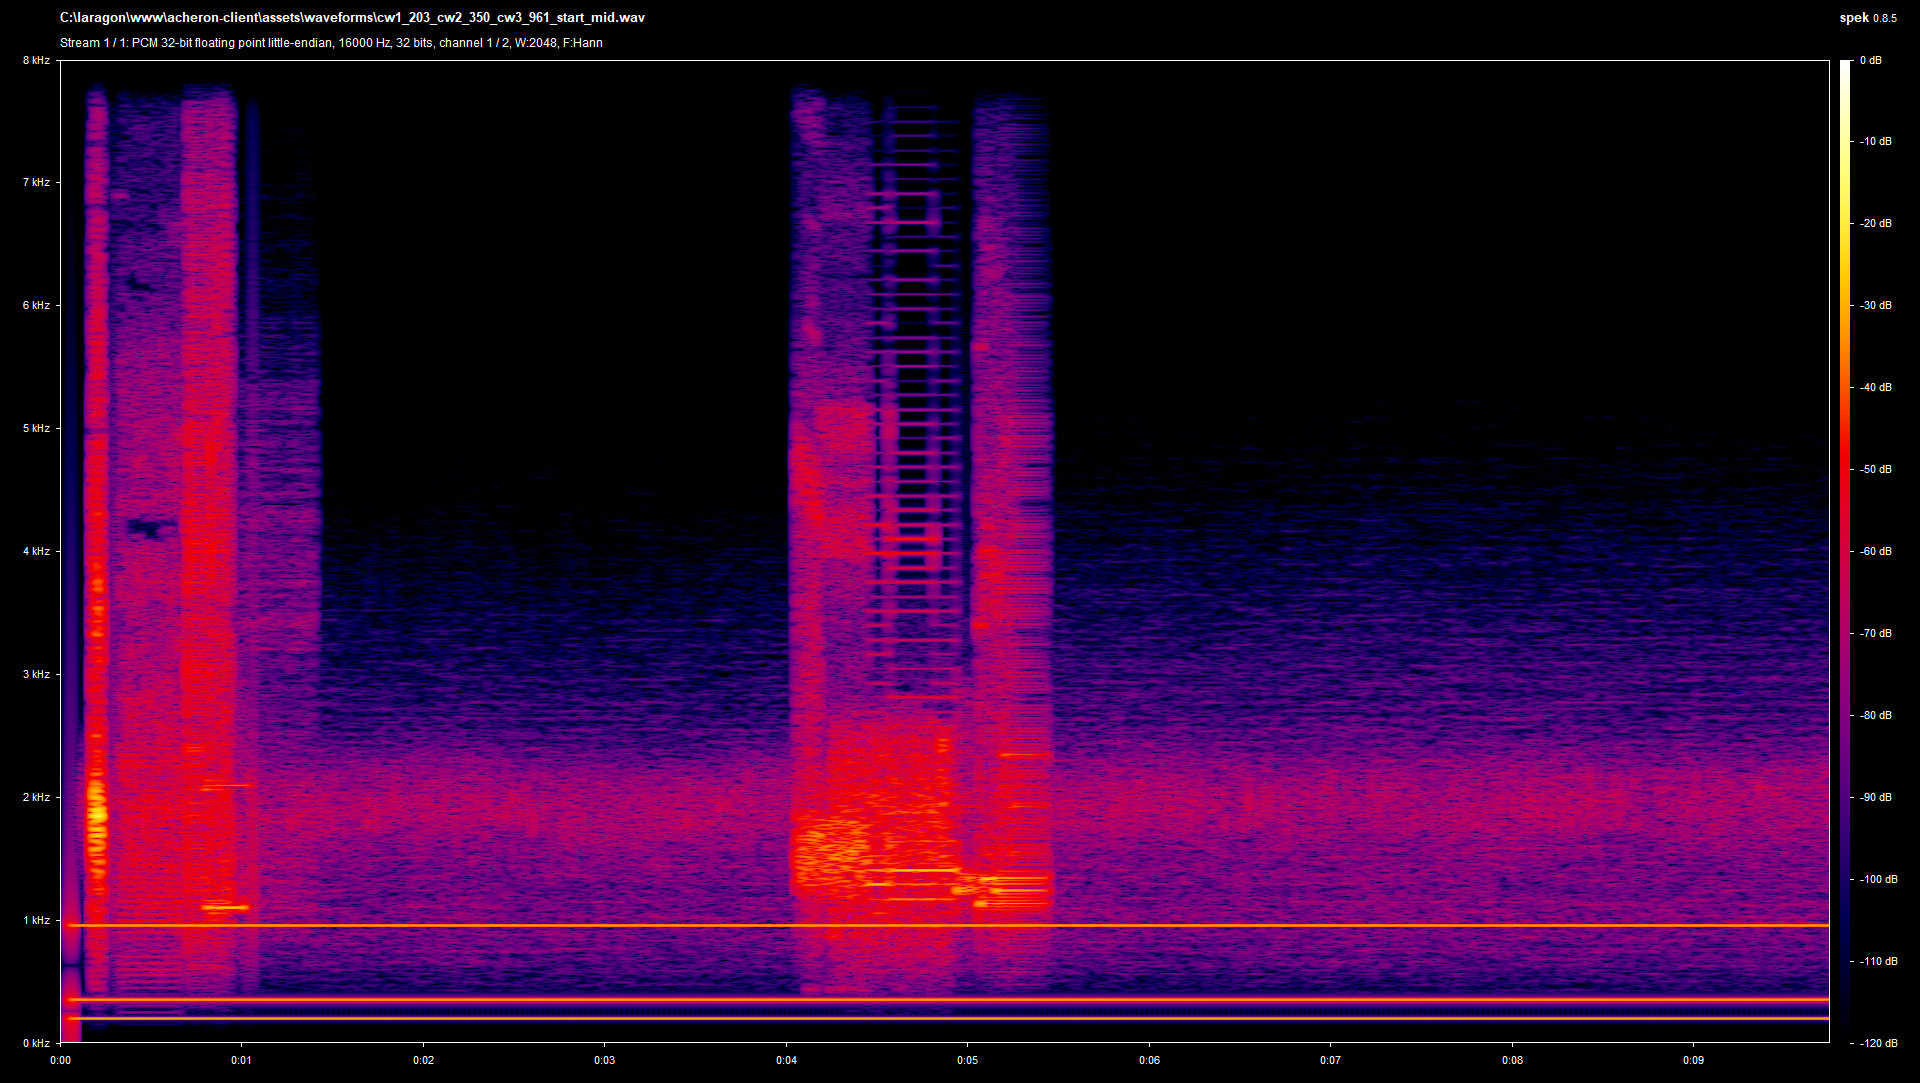 C:\laragon\www\acheron-client\assets\waveforms\cw1_203_cw2_350_cw3_961_start_mid.wav
spek 0.8.5
Stream 1 / 1: PCM 32-bit floating point little-endian, 16000 Hz, 32 bits, channel 1 / 2, W:2048, F:Hann
8 kHz
7 kHz
6 kHz
5 kHz
4 kHz
3 kHz
2 kHz
1 kHz
0 kHz
0:00
0:01
0:02
0:03
0:04
0:05
0:06
0:07
0:08
0:09
0 dB
-10 dB
-20 dB
-30 dB
-40 dB
-50 dB
-60 dB
-70 dB
-80 dB
-90 dB
-100 dB
-110 dB
-120 dB